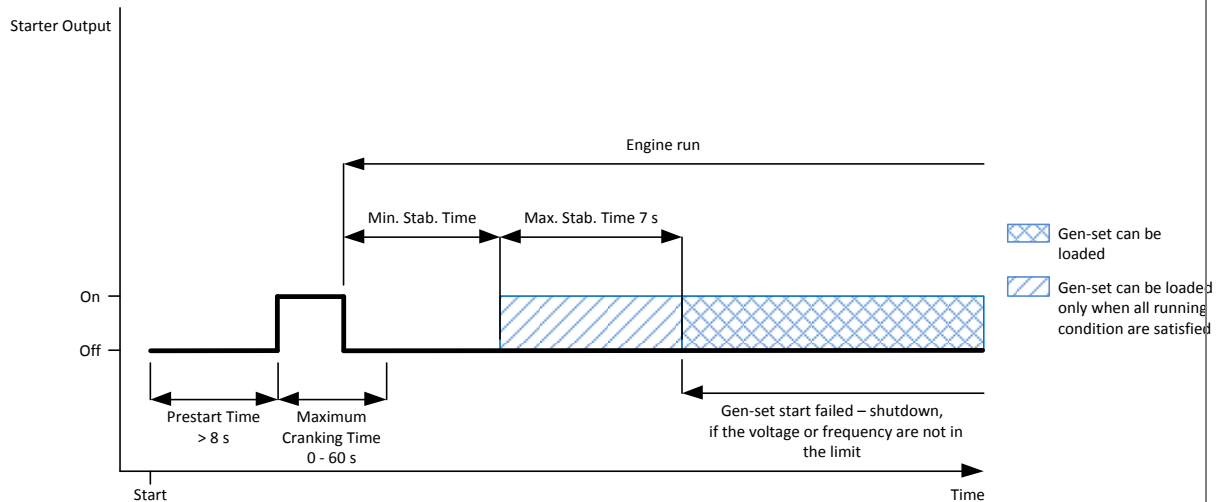 Starter Output
Engine run
Min. Stab. Time
Max. Stab. Time 7 s
Gen-set can be
loaded
Gen-set can be loaded
only when all running
condition are satisfied
On
Off
Prestart Time
> 8 s
Maximum
Cranking Time
0 - 60 s
Gen-set start failed – shutdown,
if the voltage or frequency are not in
the limit
Start
Time